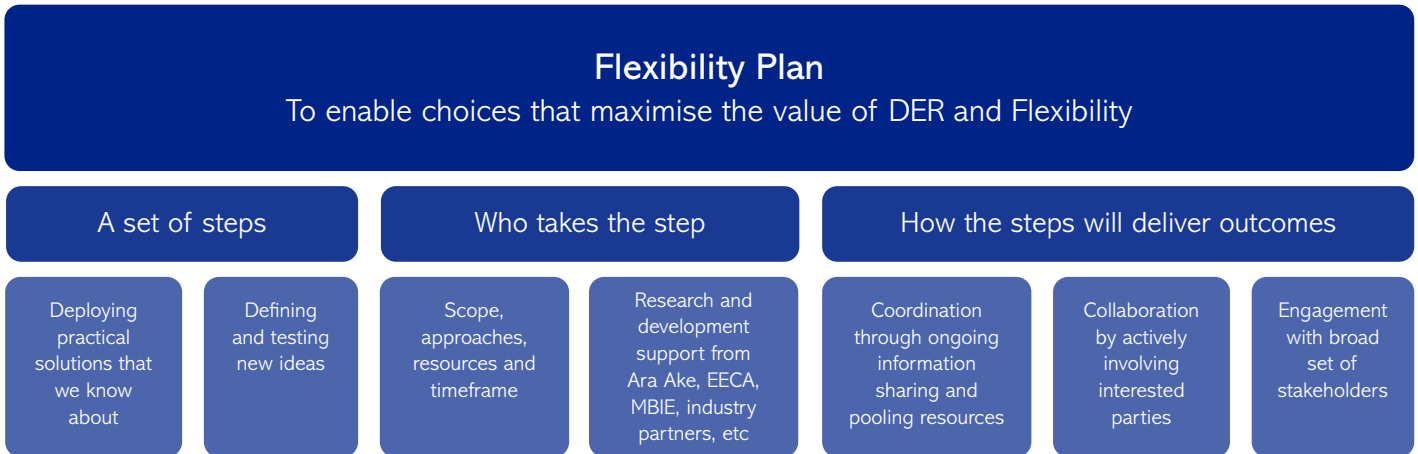 Flexibility Plan
To enable choices that maximise the value of DER and Flexibility
A set of steps
Who takes the step
How the steps will deliver outcomes
Deploying
practical
solutions that
we know
about
Defining
and testing
new ideas
Scope,
approaches,
resources and
timeframe
Research and
development
support from
Ara Ake, EECA,
MBIE, industry
partners, etc
Coordination
through ongoing
information
sharing and
pooling resources
Collaboration
by actively
involving
interested
parties
Engagement
with broad
set of
stakeholders